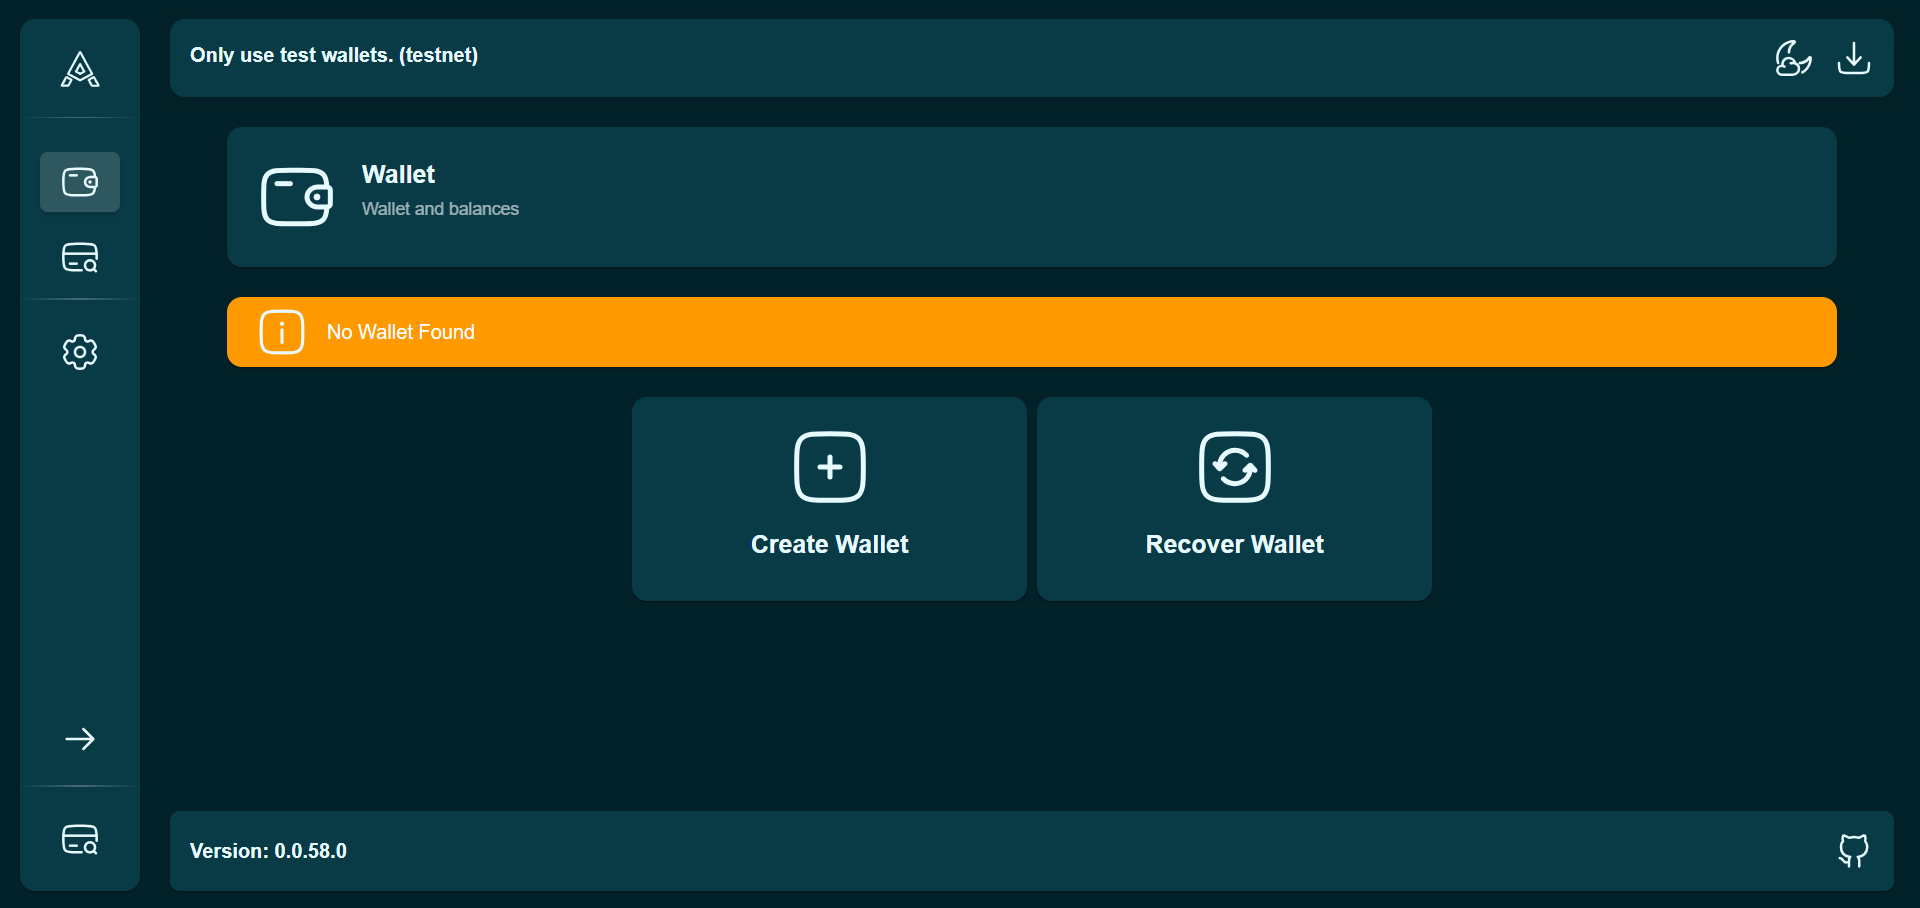 Only use test wallets. (testnet)
Wallet
Wallet and balances
No Wallet Found
Create Wallet
Recover Wallet
Version: 0.0.58.0